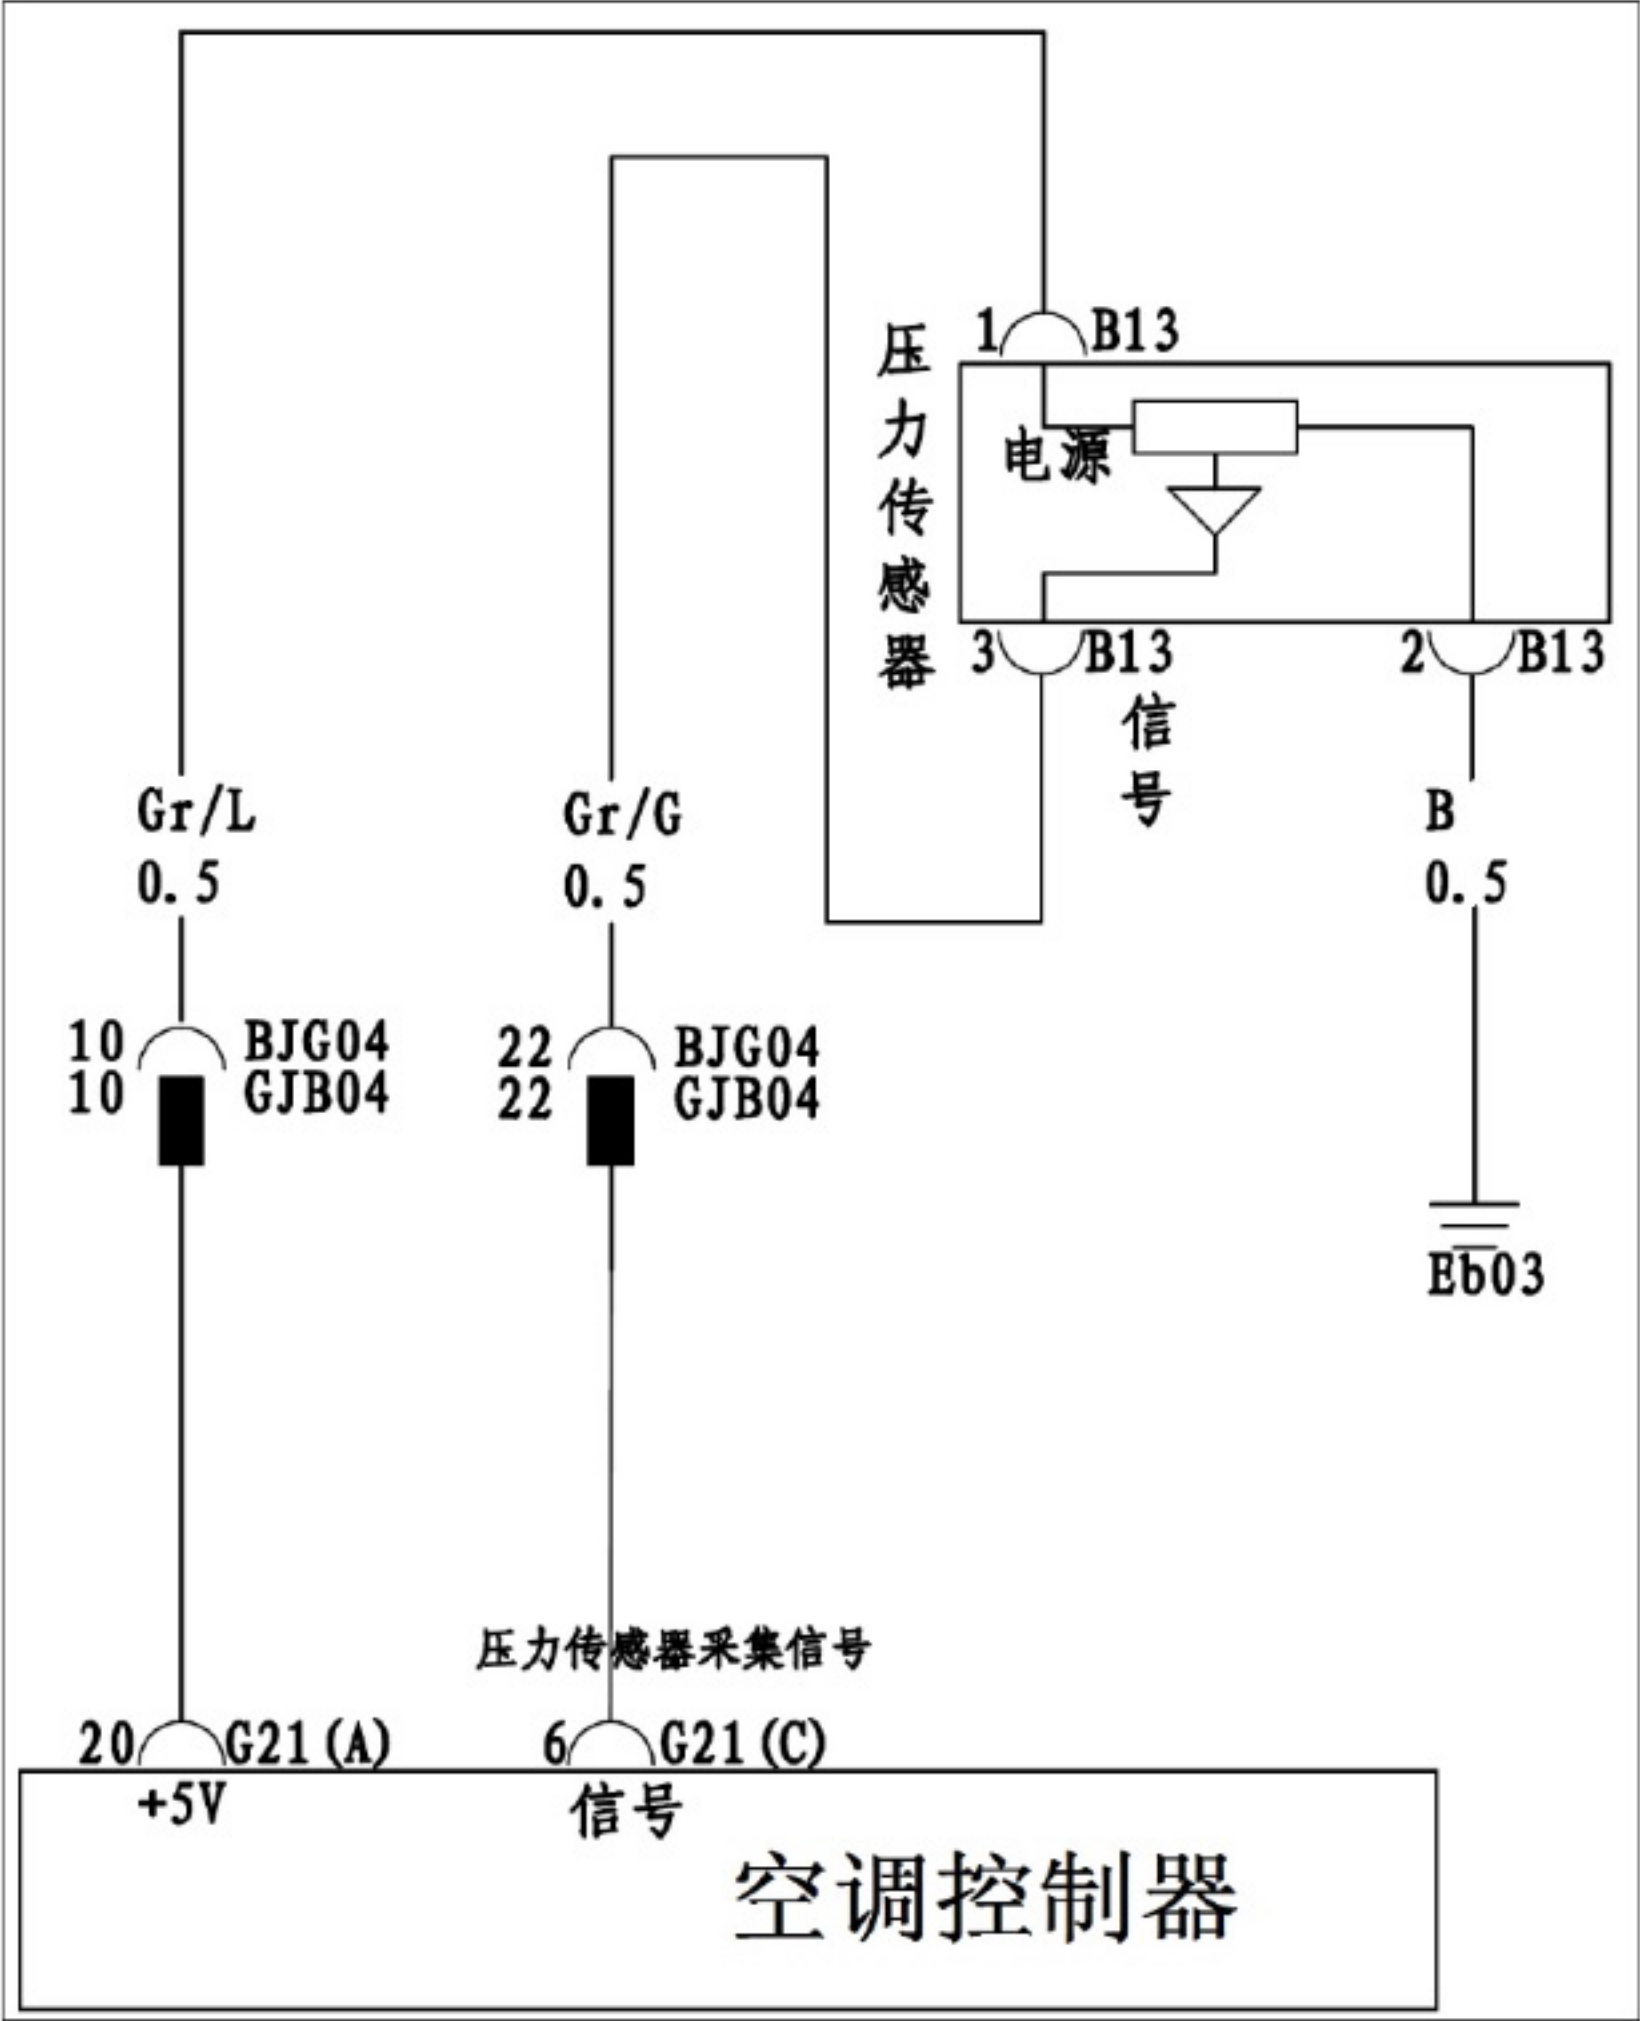 1 B13
压力传感器
电源
3 B13
2 B13
信号
Gr/L
0.5
Gr/G
0.5
B
0.5
10 BJG04
10 GJB04
22 BJG04
22 GJB04
Eb03
压力传感器采集信号
20 G21(A)
6 G21(C)
+5V
信号
空调控制器